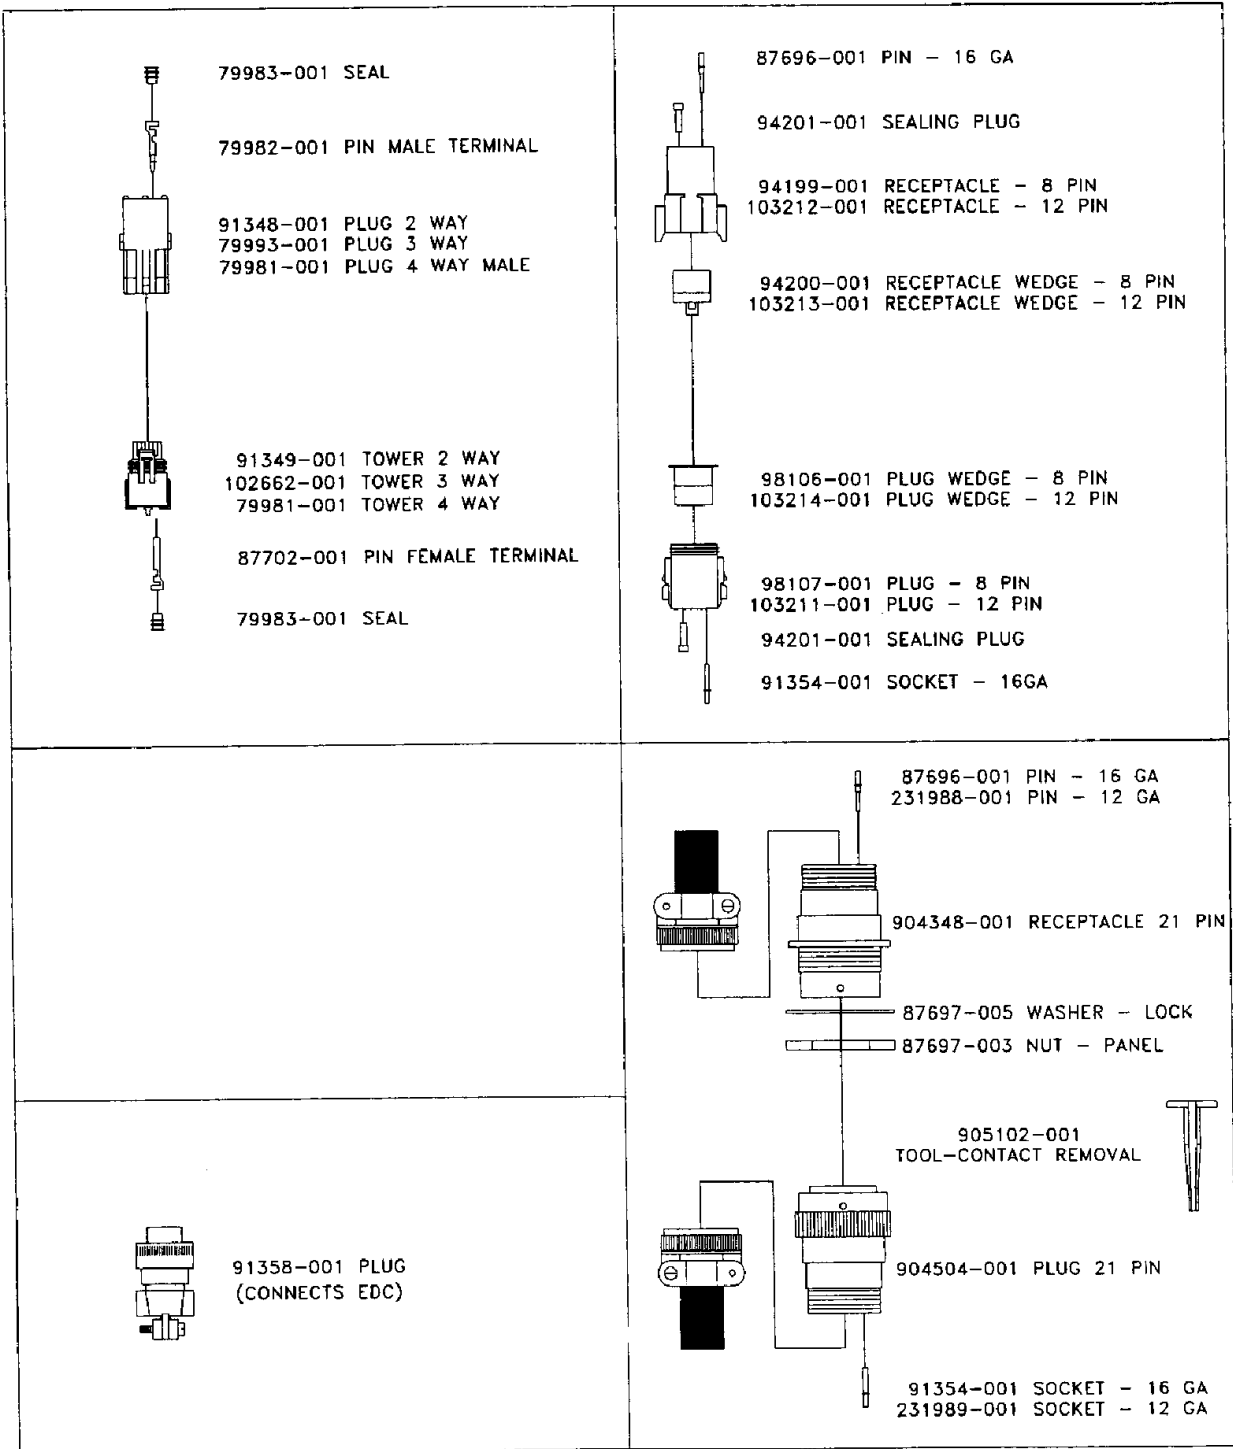 79983-001 SEAL
79982-001 PIN MALE TERMINAL
91348-001 PLUG 2 WAY
79993-001 PLUG 3 WAY
79981-001 PLUG 4 WAY MALE
91349-001 TOWER 2 WAY
102662-001 TOWER 3 WAY
79981-001 TOWER 4 WAY
87702-001 PIN FEMALE TERMINAL
79983-001 SEAL
87696-001 PIN - 16 GA
94201-001 SEALING PLUG
94199-001 RECEPTACLE - 8 PIN
103212-001 RECEPTACLE - 12 PIN
94200-001 RECEPTACLE WEDGE - 8 PIN
103213-001 RECEPTACLE WEDGE - 12 PIN
98106-001 PLUG WEDGE - 8 PIN
103214-001 PLUG WEDGE - 12 PIN
98107-001 PLUG - 8 PIN
103211-001 PLUG - 12 PIN
94201-001 SEALING PLUG
91354-001 SOCKET - 16GA
87696-001 PIN - 16 GA
231988-001 PIN - 12 GA
904348-001 RECEPTACLE 21 PIN
87697-005 WASHER - LOCK
87697-003 NUT - PANEL
905102-001
TOOL-CONTACT REMOVAL
904504-001 PLUG 21 PIN
91354-001 SOCKET - 16 GA
231989-001 SOCKET - 12 GA
91358-001 PLUG
(CONNECTS EDC)